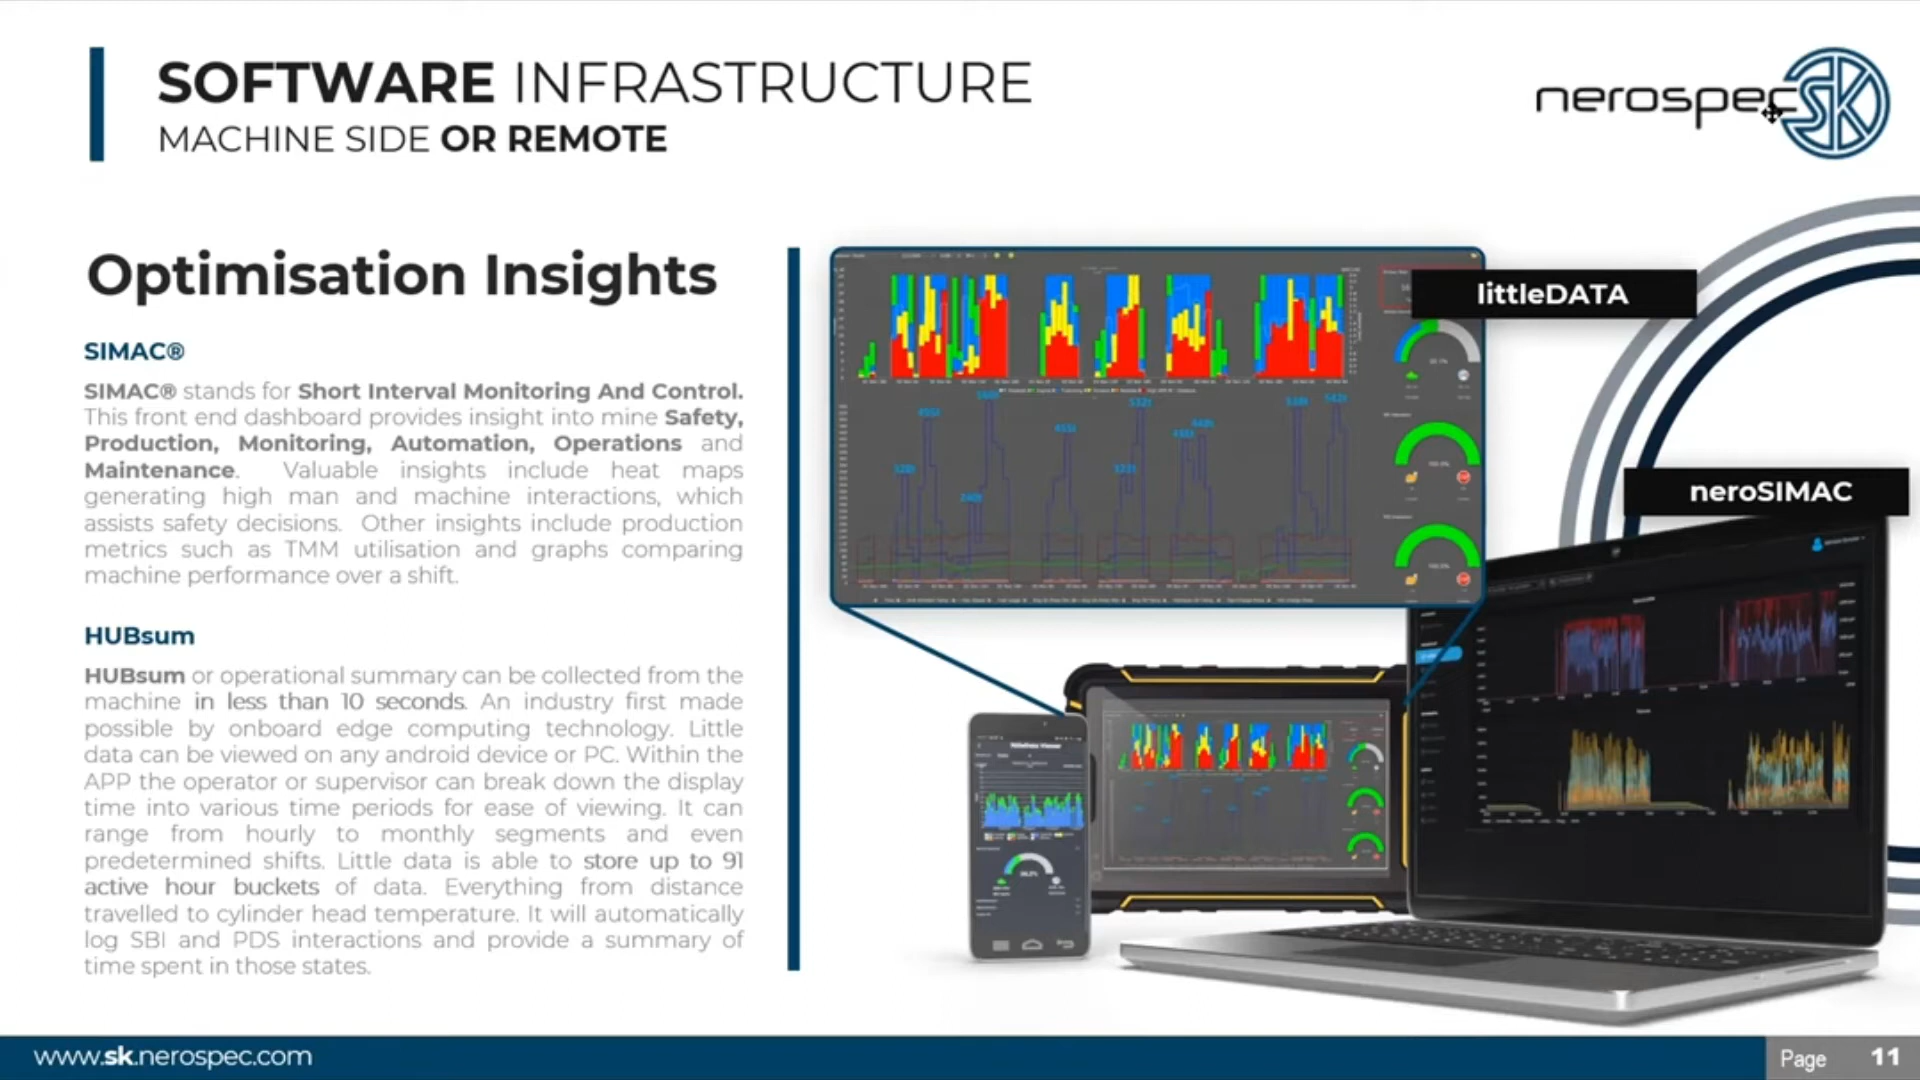 SOFTWARE INFRASTRUCTURE
MACHINE SIDE OR REMOTE
nerospec SK
Optimisation Insights
SIMAC®
SIMAC® stands for Short Interval Monitoring And Control.
This front end dashboard provides insight into mine Safety,
Production, Monitoring, Automation, Operations and
Maintenance. Valuable insights include heat maps
generating high man and machine interactions, which
assists safety decisions. Other insights include production
metrics such as TMM utilisation and graphs comparing
machine performance over a shift.
HUBsum
HUBsum or operational summary can be collected from the
machine in less than 10 seconds. An industry first made
possible by onboard edge computing technology. Little
data can be viewed on any android device or PC. Within the
APP the operator or supervisor can break down the display
time into various time periods for ease of viewing. It can
range from hourly to monthly segments and even
predetermined shifts. Little data is able to store up to 91
active hour buckets of data. Everything from distance
travelled to cylinder head temperature. It will automatically
log SBI and PDS interactions and provide a summary of
time spent in those states.
littleDATA
neroSIMAC
www.sk.nerospec.com
Page 11